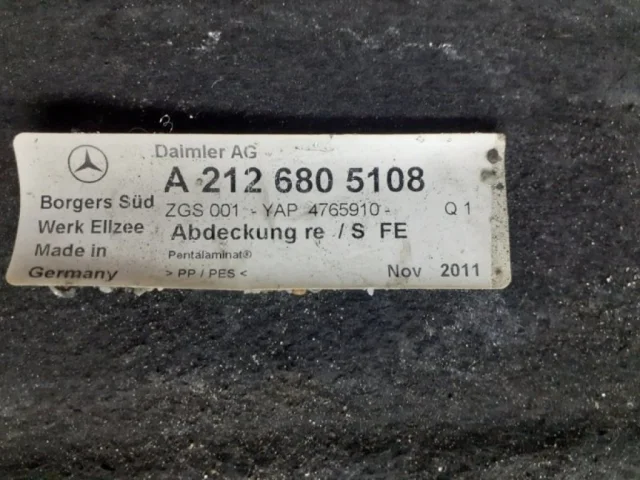 Daimler AG
A 212 680 5108
Borgers Süd
ZGS 001 - YAP 4765910 - Q 1
Werk Ellzee
Abdeckung re / S FE
Made in
Pentalaminat®
Germany
> PP / PES <
Nov 2011